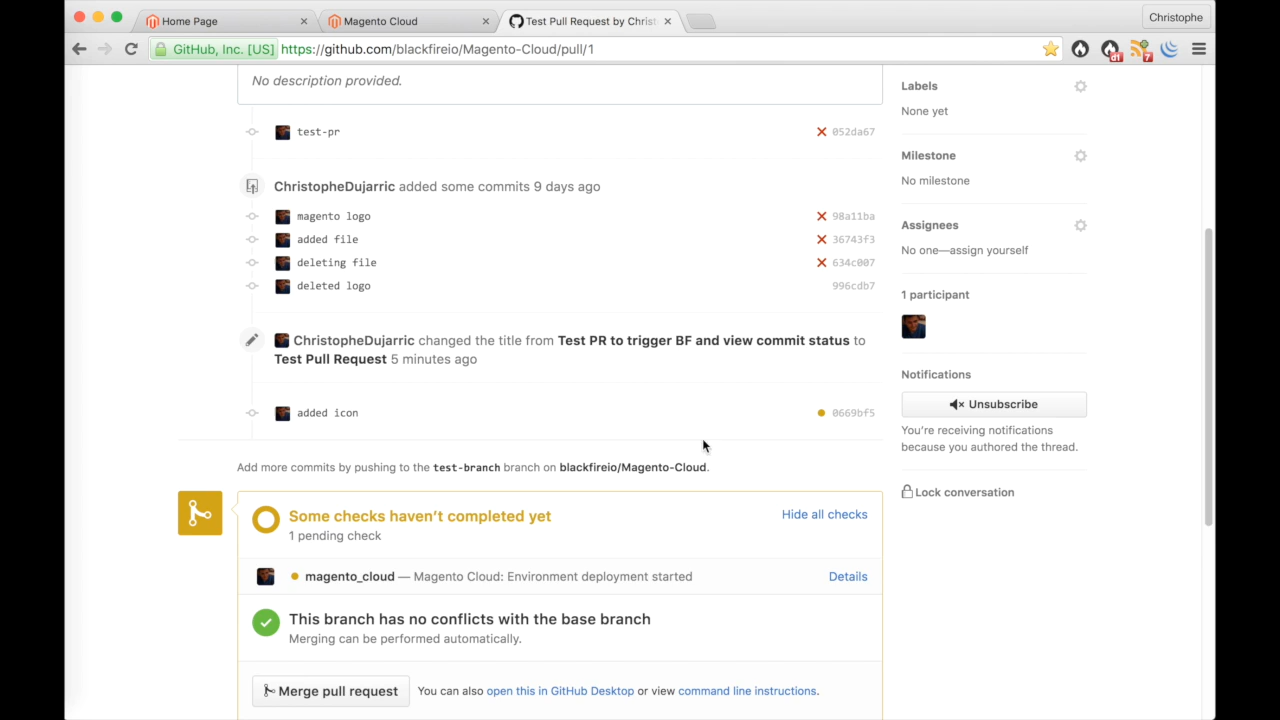 Home Page
Magento Cloud
Test Pull Request by Christ
Christophe
GitHub, Inc. [US]
https://github.com/blackfireio/Magento-Cloud/pull/1
7
No description provided.
test-pr
052da67
ChristopheDujarric added some commits 9 days ago
magento logo
98a11ba
added file
36743f3
deleting file
634c007
deleted logo
996cdb7
ChristopheDujarric changed the title from Test PR to trigger BF and view commit status to
Test Pull Request 5 minutes ago
added icon
0669bf5
Add more commits by pushing to the test-branch branch on blackfireio/Magento-Cloud.
Some checks haven’t completed yet
Hide all checks
1 pending check
magento_cloud — Magento Cloud: Environment deployment started
Details
This branch has no conflicts with the base branch
Merging can be performed automatically.
Merge pull request
You can also open this in GitHub Desktop or view command line instructions.
Labels
None yet
Milestone
No milestone
Assignees
No one—assign yourself
1 participant
Notifications
Unsubscribe
You’re receiving notifications
because you authored the thread.
Lock conversation